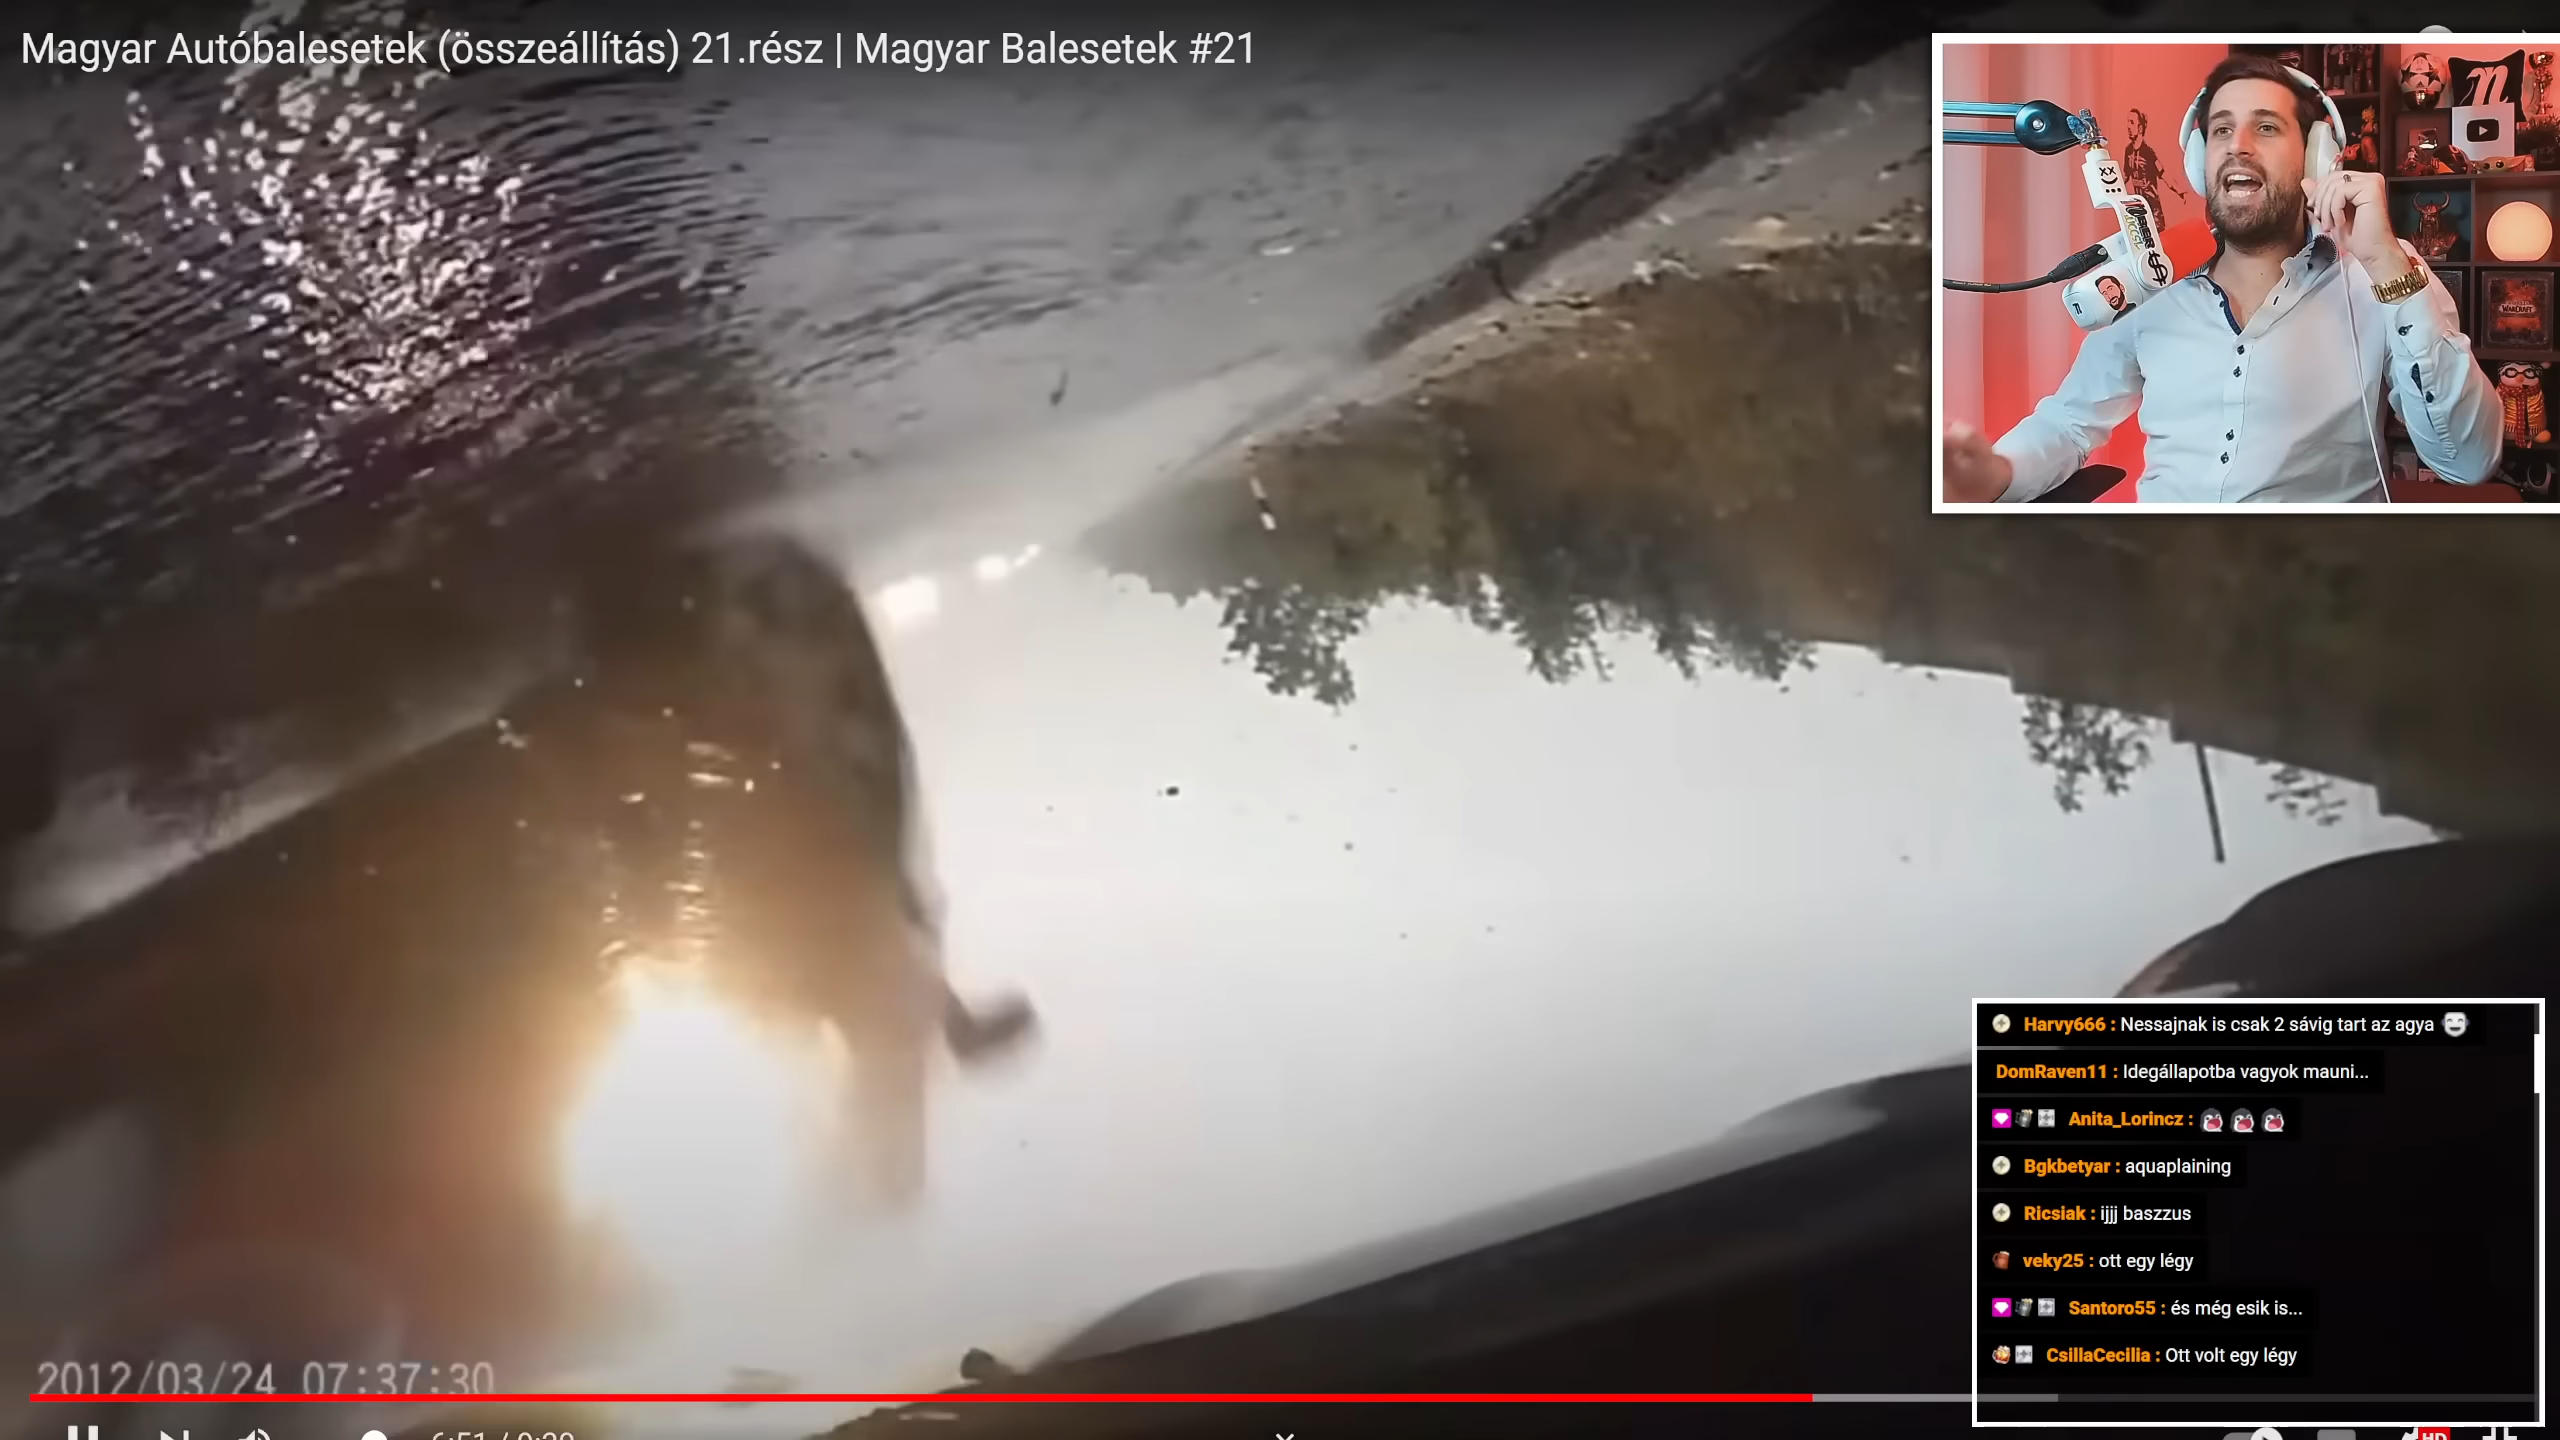 Magyar Autóbalesetek (összeállítás) 21.rész | Magyar Balesetek #21
WARCRAFT
Harvy666 : Nessajnak is csak 2 sávig tart az agya
DomRaven11 : Idegállapotba vagyok mauni...
Anita_Lorincz :
Bgkbetyar : aquaplaining
Ricsiak : ijjj baszzus
veky25 : ott egy légy
Santoro55 : és még esik is...
CsillaCecilia : Ott volt egy légy
2012/03/24 07:37:30
HD